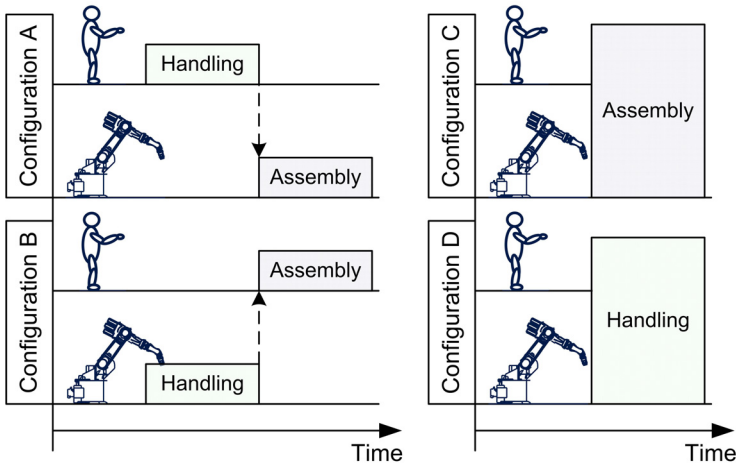 Configuration A
Handling
Assembly
Configuration B
Assembly
Handling
Time
Configuration C
Assembly
Configuration D
Handling
Time